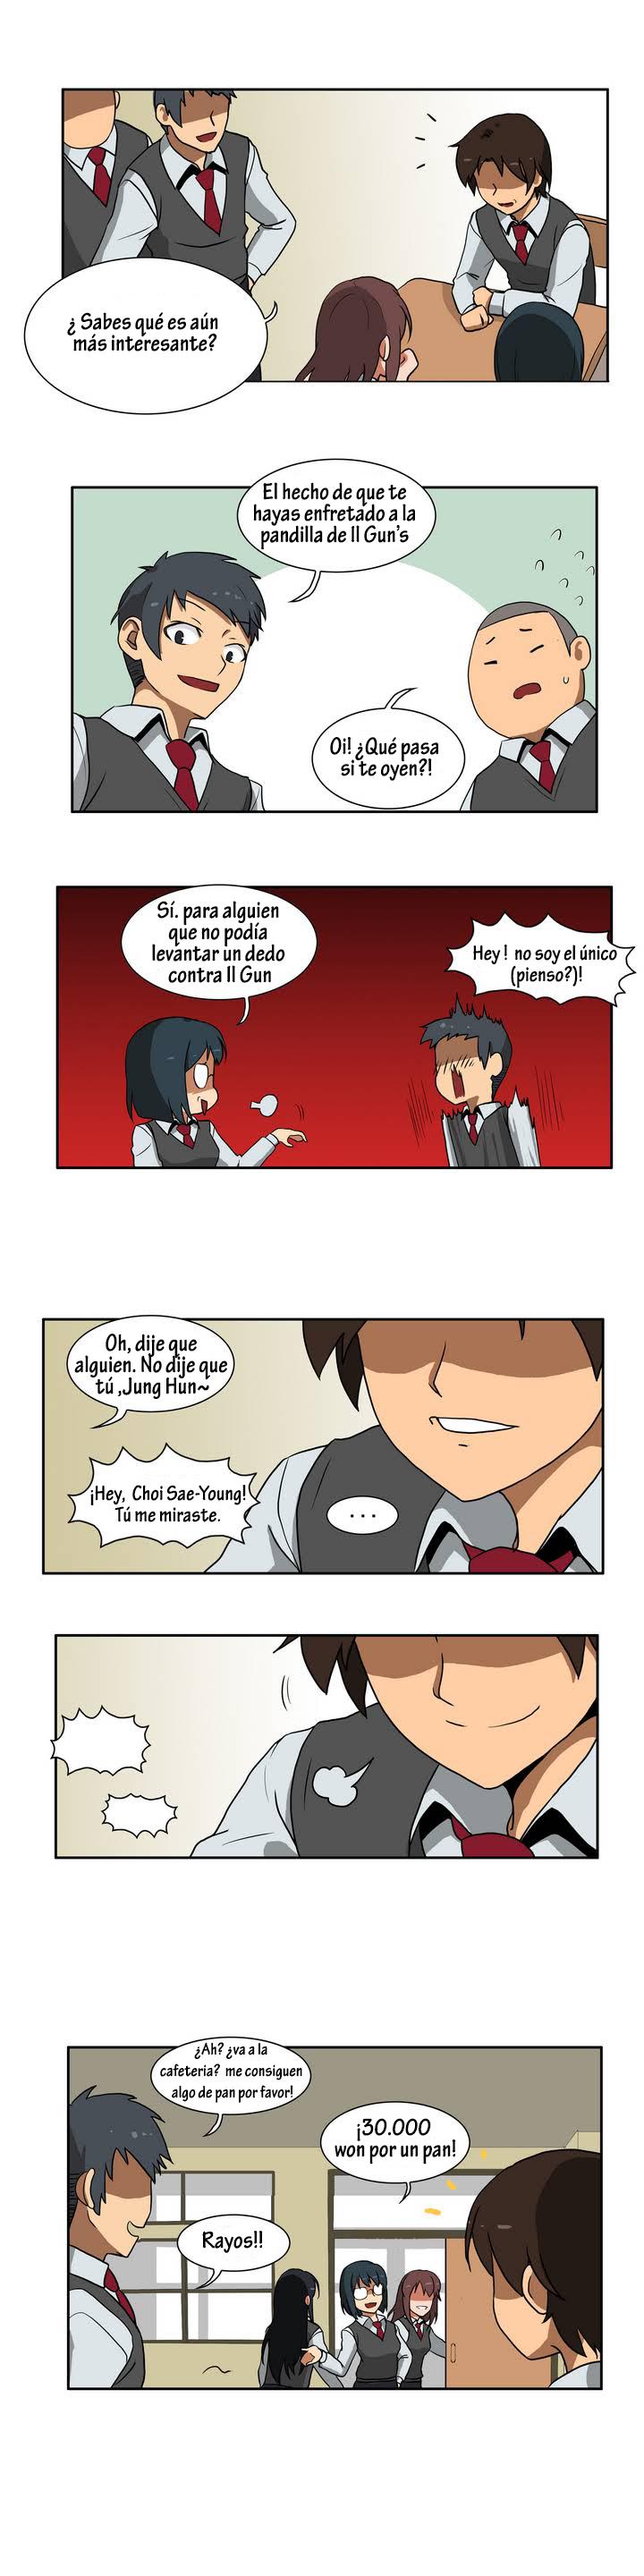 ¿ Sabes qué es aún
más interesante?
El hecho de que te
hayas enfretado a la
pandilla de Il Gun's
Oi! ¿Qué pasa
si te oyen?!
Sí. para alguien
que no podía
levantar un dedo
contra Il Gun
Hey! no soy el único
(pienso?)!
Oh, dije que
alguien. No dije que
tú ,Jung Hun~
¡Hey, Choi Sae-Young!
Tú me miraste.
...
¿Ah? ¿va a la
cafeteria? me consiguen
algo de pan por favor!
¡30.000
won por un pan!
Rayos!!